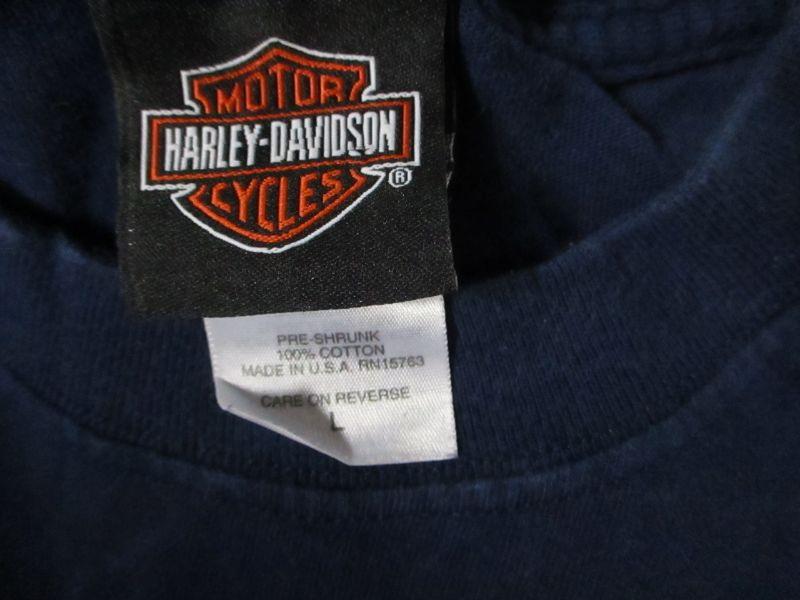 MOTOR
HARLEY-DAVIDSON
CYCLES
®
PRE-SHRUNK
100% COTTON
MADE IN U.S.A. RN15763
CARE ON REVERSE
L